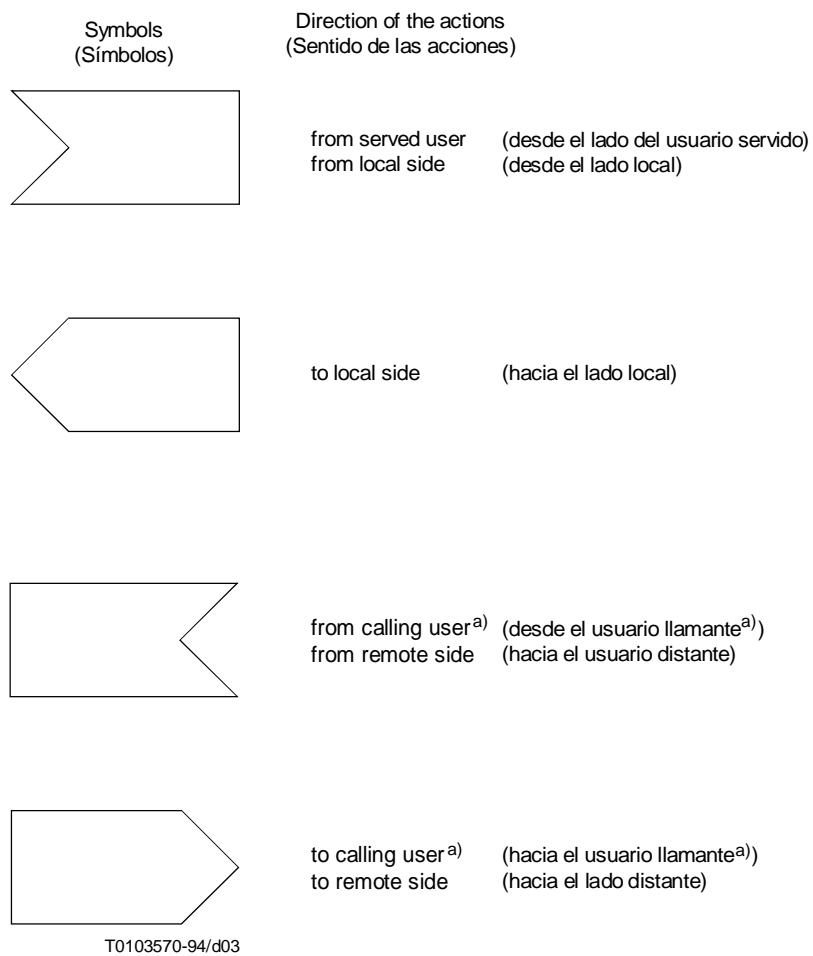 Symbols
(Símbolos)
Direction of the actions
(Sentido de las acciones)
from served user (desde el lado del usuario servido)
from local side (desde el lado local)
to local side (hacia el lado local)
from calling user a) (desde el usuario llamante a))
from remote side (hacia el usuario distante)
to calling user a) (hacia el usuario llamante a))
to remote side (hacia el lado distante)
T0103570-94/d03